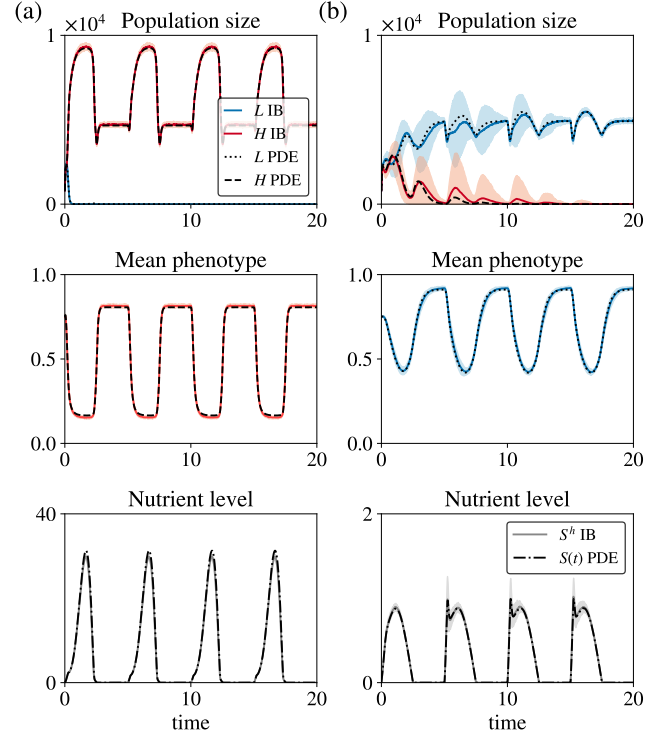 (a)
(b)
Population size
×10⁴
1
0
0
10
20
L IB
H IB
L PDE
H PDE
Population size
×10⁴
1
0
0
10
20
Mean phenotype
1.0
0.5
0.0
0
10
20
Mean phenotype
1.0
0.5
0.0
0
10
20
Nutrient level
40
0
0
10
20
time
Nutrient level
2
1
0
0
10
20
time
Sʰ IB
S(t) PDE